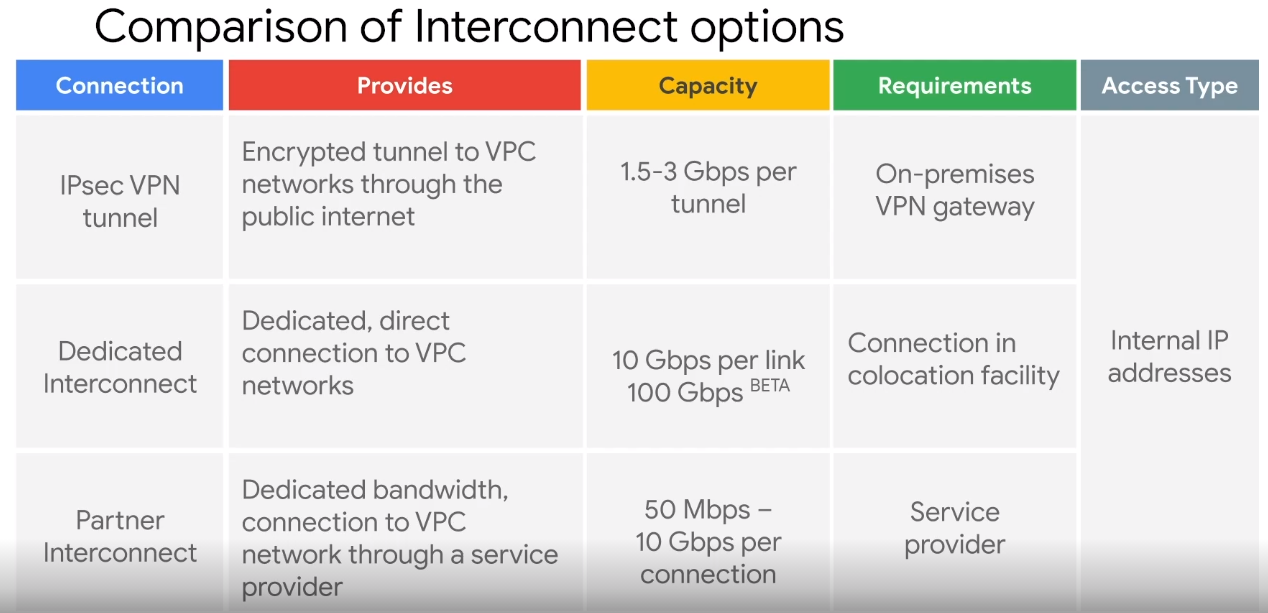 Comparison of Interconnect options
Connection
Provides
Capacity
Requirements
Access Type
IPsec VPN
tunnel
Encrypted tunnel to VPC
networks through the
public internet
1.5-3 Gbps per
tunnel
On-premises
VPN gateway
Dedicated
Interconnect
Dedicated, direct
connection to VPC
networks
10 Gbps per link
100 Gbps BETA
Connection in
colocation facility
Internal IP
addresses
Partner
Interconnect
Dedicated bandwidth,
connection to VPC
network through a service
provider
50 Mbps –
10 Gbps per
connection
Service
provider